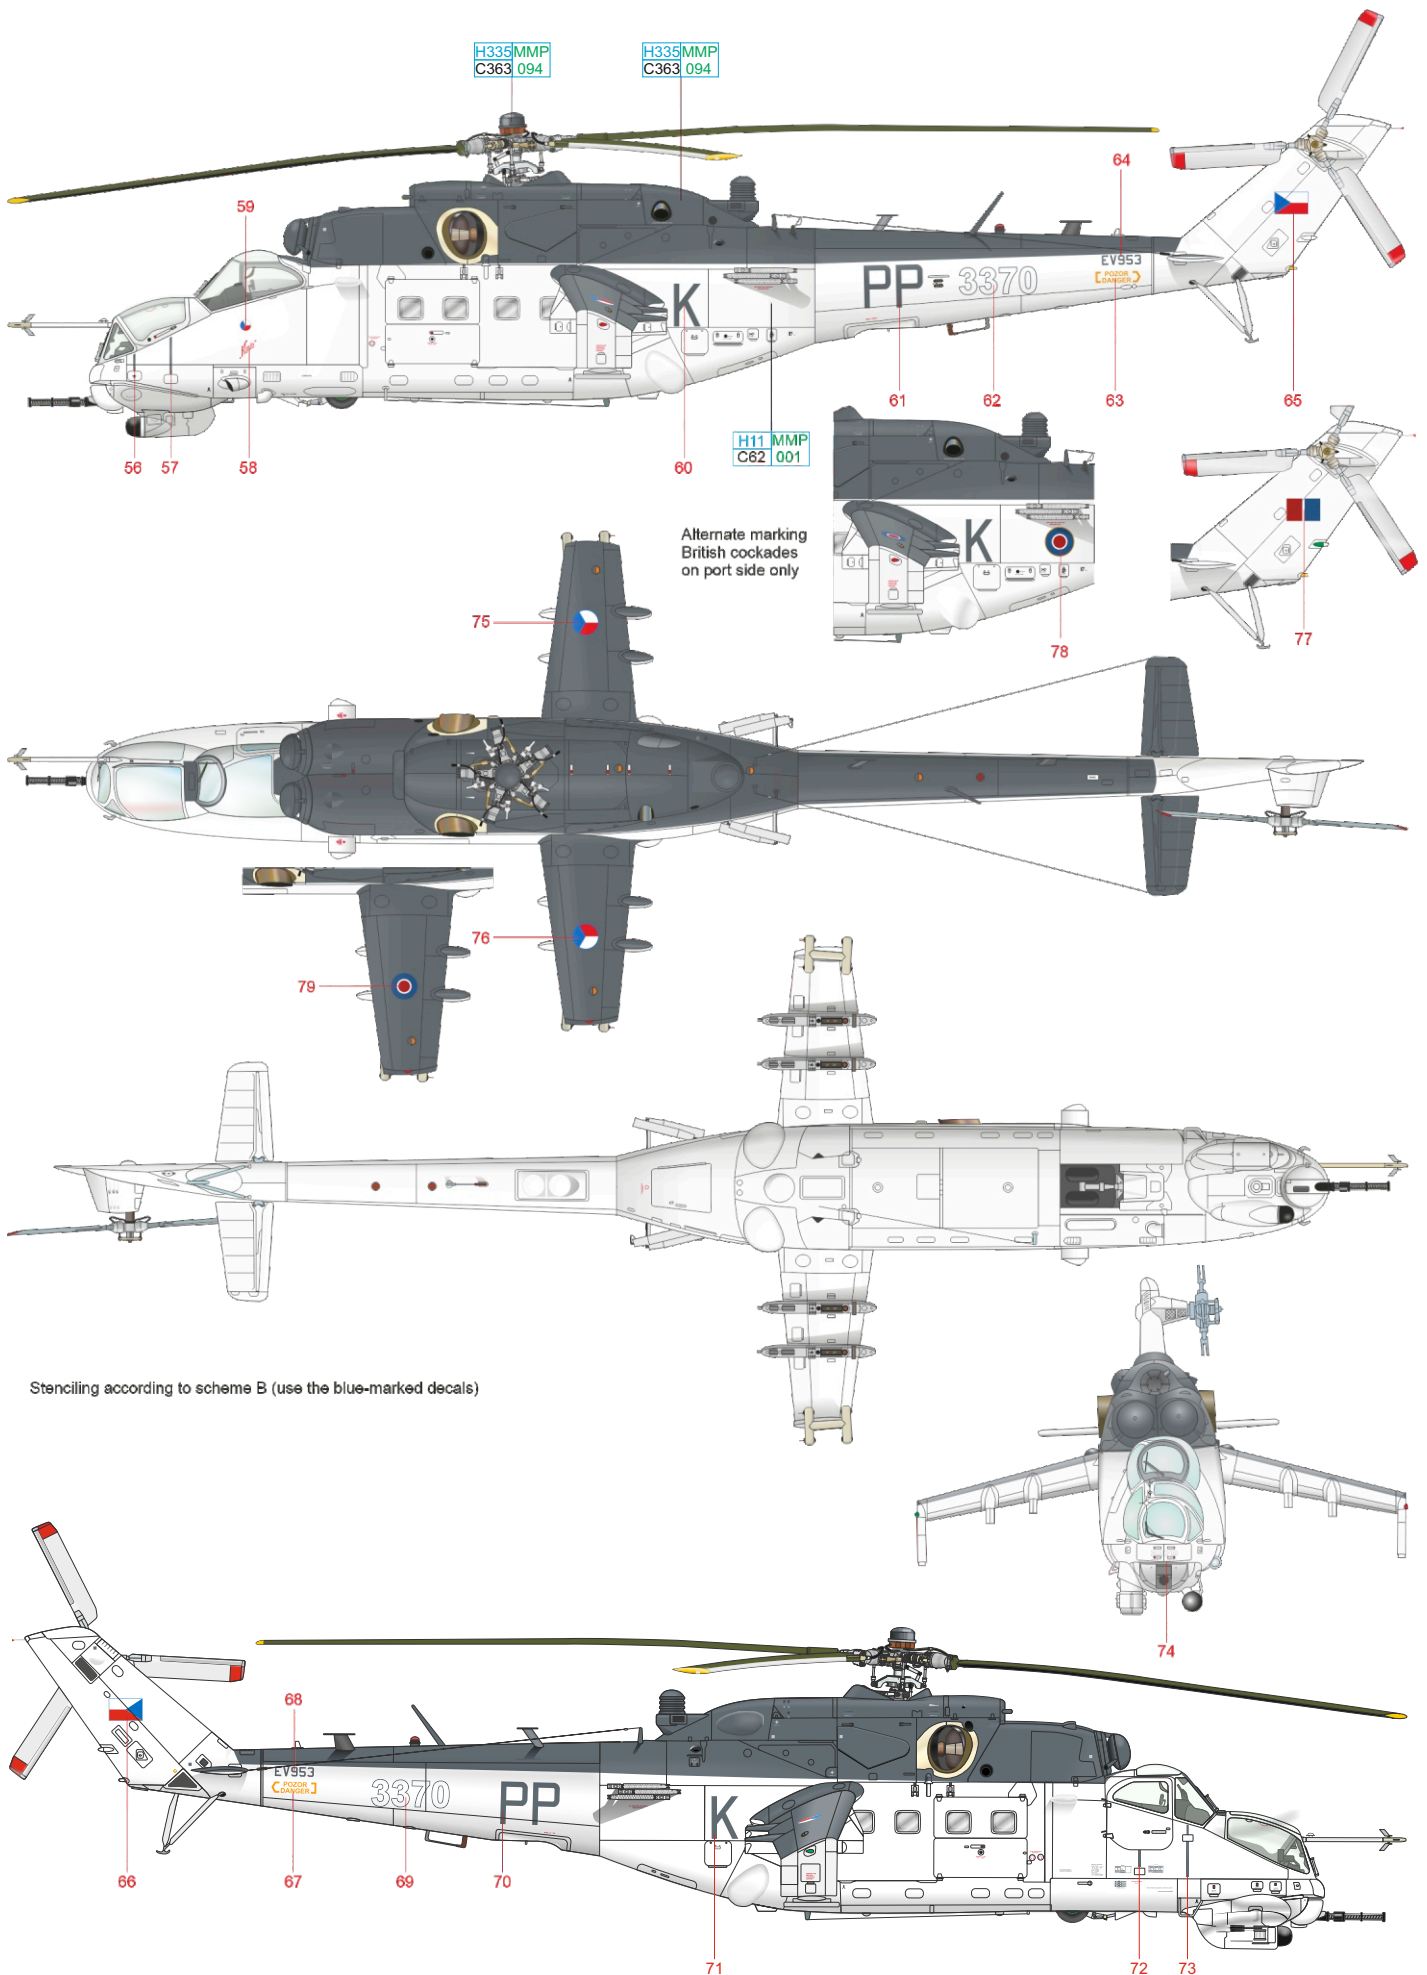 H335 MMP
C363 094
H335 MMP
C363 094
59
64
EV953
POZOR
DANGER
K
PP
3370
61
62
63
65
56
57
58
60
H11 MMP
C62 001
Alternate marking
British cockades
on port side only
K
78
77
75
76
79
Stenciling according to scheme B (use the blue-marked decals)
74
68
EV953
POZOR
DANGER
3370
PP
K
66
67
69
70
71
72
73